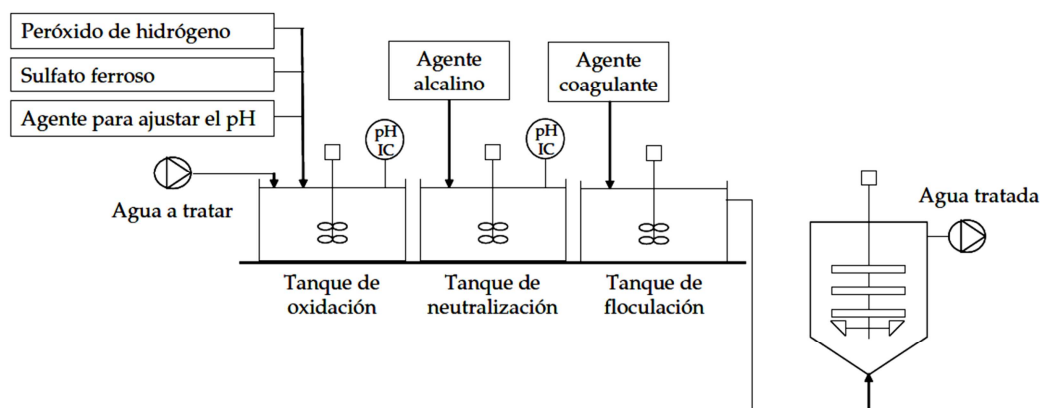 Peróxido de hidrógeno
Sulfato ferroso
Agente para ajustar el pH
Agente
alcalino
Agente
coagulante
pH
IC
pH
IC
Agua a tratar
Agua tratada
Tanque de
oxidación
Tanque de
neutralización
Tanque de
floculación